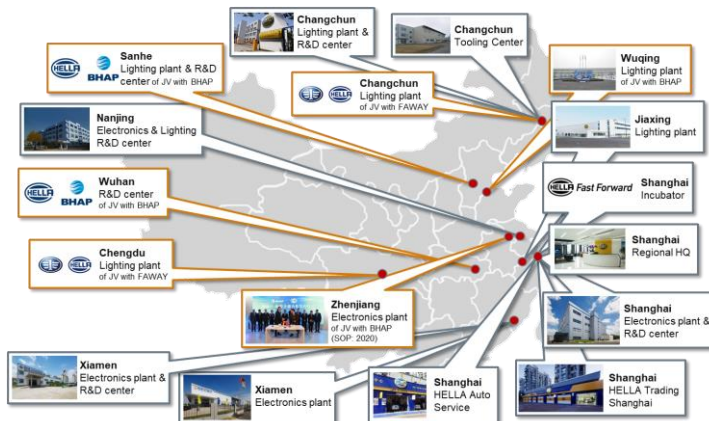 Changchun
Lighting plant &
R&D center
Changchun
Tooling Center
HELLA
BHAP
Sanhe
Lighting plant & R&D
center of JV with BHAP
HELLA
Changchun
Lighting plant
of JV with FAWAY
Wuqing
Lighting plant
of JV with BHAP
Nanjing
Electronics & Lighting
R&D center
Jiaxing
Lighting plant
HELLA
BHAP
Wuhan
R&D center
of JV with BHAP
HELLA Fast Forward
Shanghai
Incubator
HELLA
Chengdu
Lighting plant
of JV with FAWAY
Shanghai
Regional HQ
Zhenjiang
Electronics plant
of JV with BHAP
(SOP: 2020)
Shanghai
Electronics plant &
R&D center
Xiamen
Electronics plant &
R&D center
Xiamen
Electronics plant
Shanghai
HELLA Auto
Service
Shanghai
HELLA Trading
Shanghai